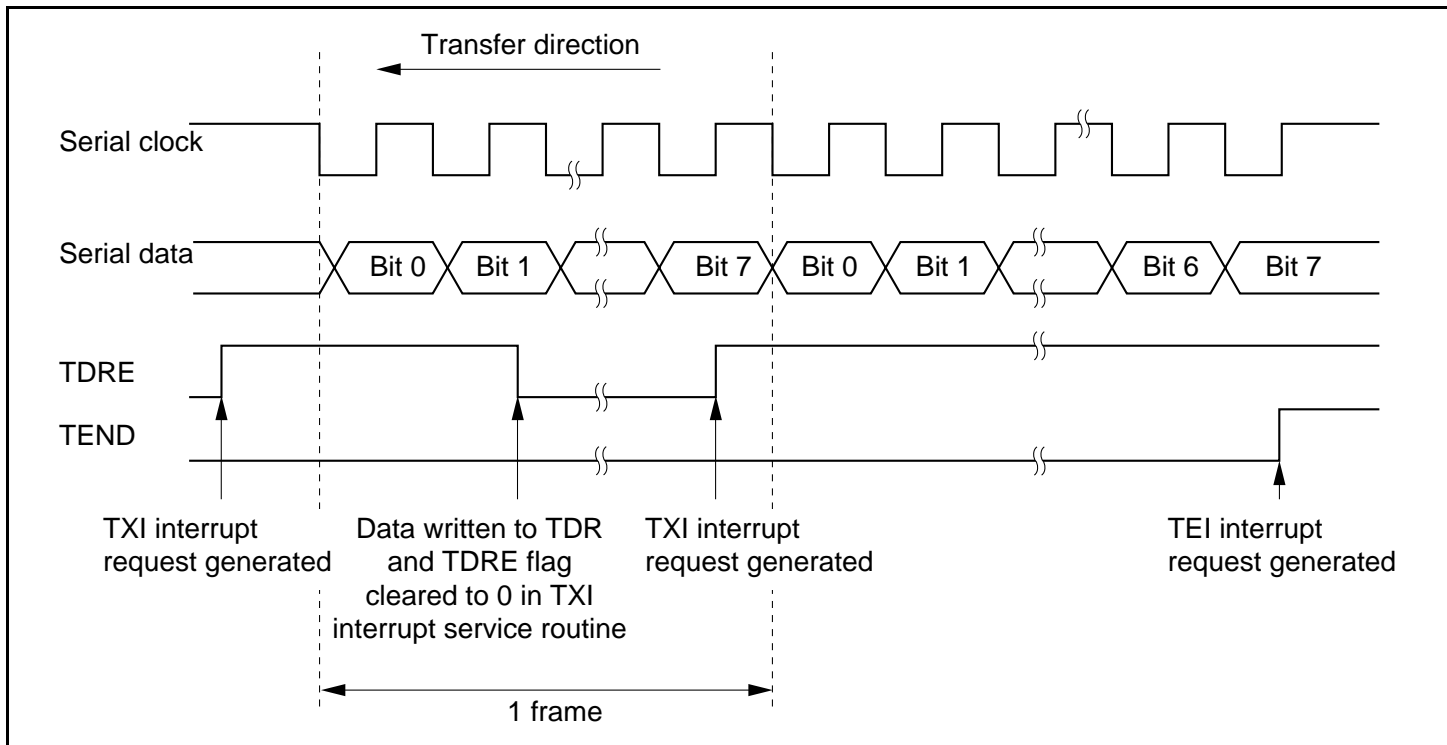 Transfer direction
Serial clock
Serial data
Bit 0
Bit 1
Bit 7
Bit 0
Bit 1
Bit 6
Bit 7
TDRE
TEND
TXI interrupt
request generated
Data written to TDR
and TDRE flag
cleared to 0 in TXI
interrupt service routine
TXI interrupt
request generated
TEI interrupt
request generated
1 frame